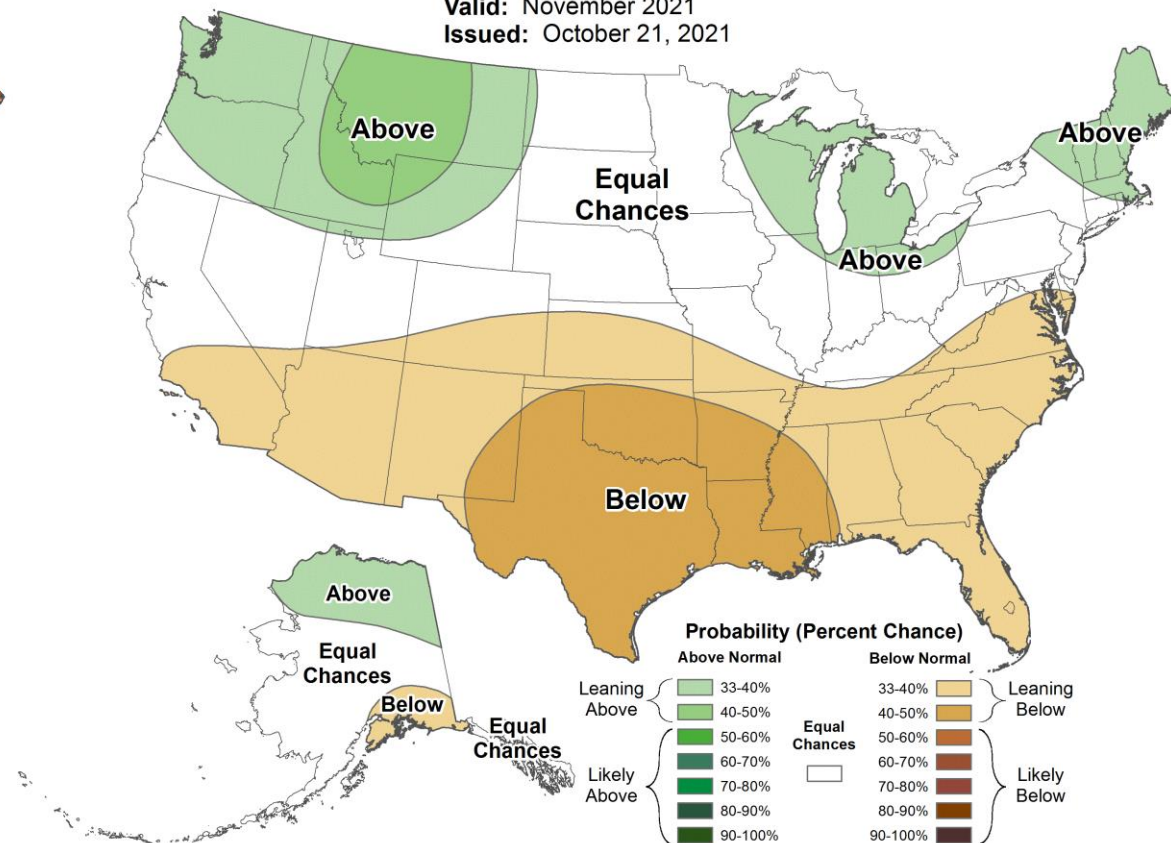 Valid: November 2021
Issued: October 21, 2021
Above
Above
Equal
Chances
Above
Below
Above
Equal
Chances
Below
Equal
Chances
Probability (Percent Chance)
Above Normal
Below Normal
Leaning
Above
33-40%
40-50%
Likely
Above
50-60%
60-70%
70-80%
80-90%
90-100%
Equal
Chances
33-40%
40-50%
Leaning
Below
50-60%
60-70%
70-80%
80-90%
90-100%
Likely
Below